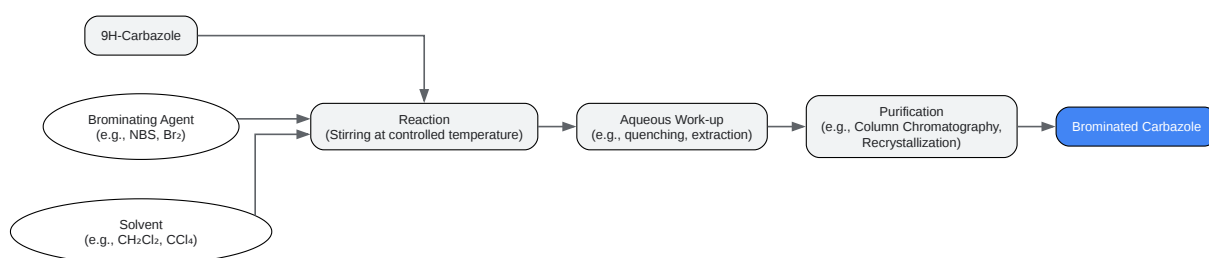 9H-Carbazole
Brominating Agent
(e.g., NBS, Br₂)
Solvent
(e.g., CH₂Cl₂, CCl₄)
Reaction
(Stirring at controlled temperature)
Aqueous Work-up
(e.g., quenching, extraction)
Purification
(e.g., Column Chromatography,
Recrystallization)
Brominated Carbazole